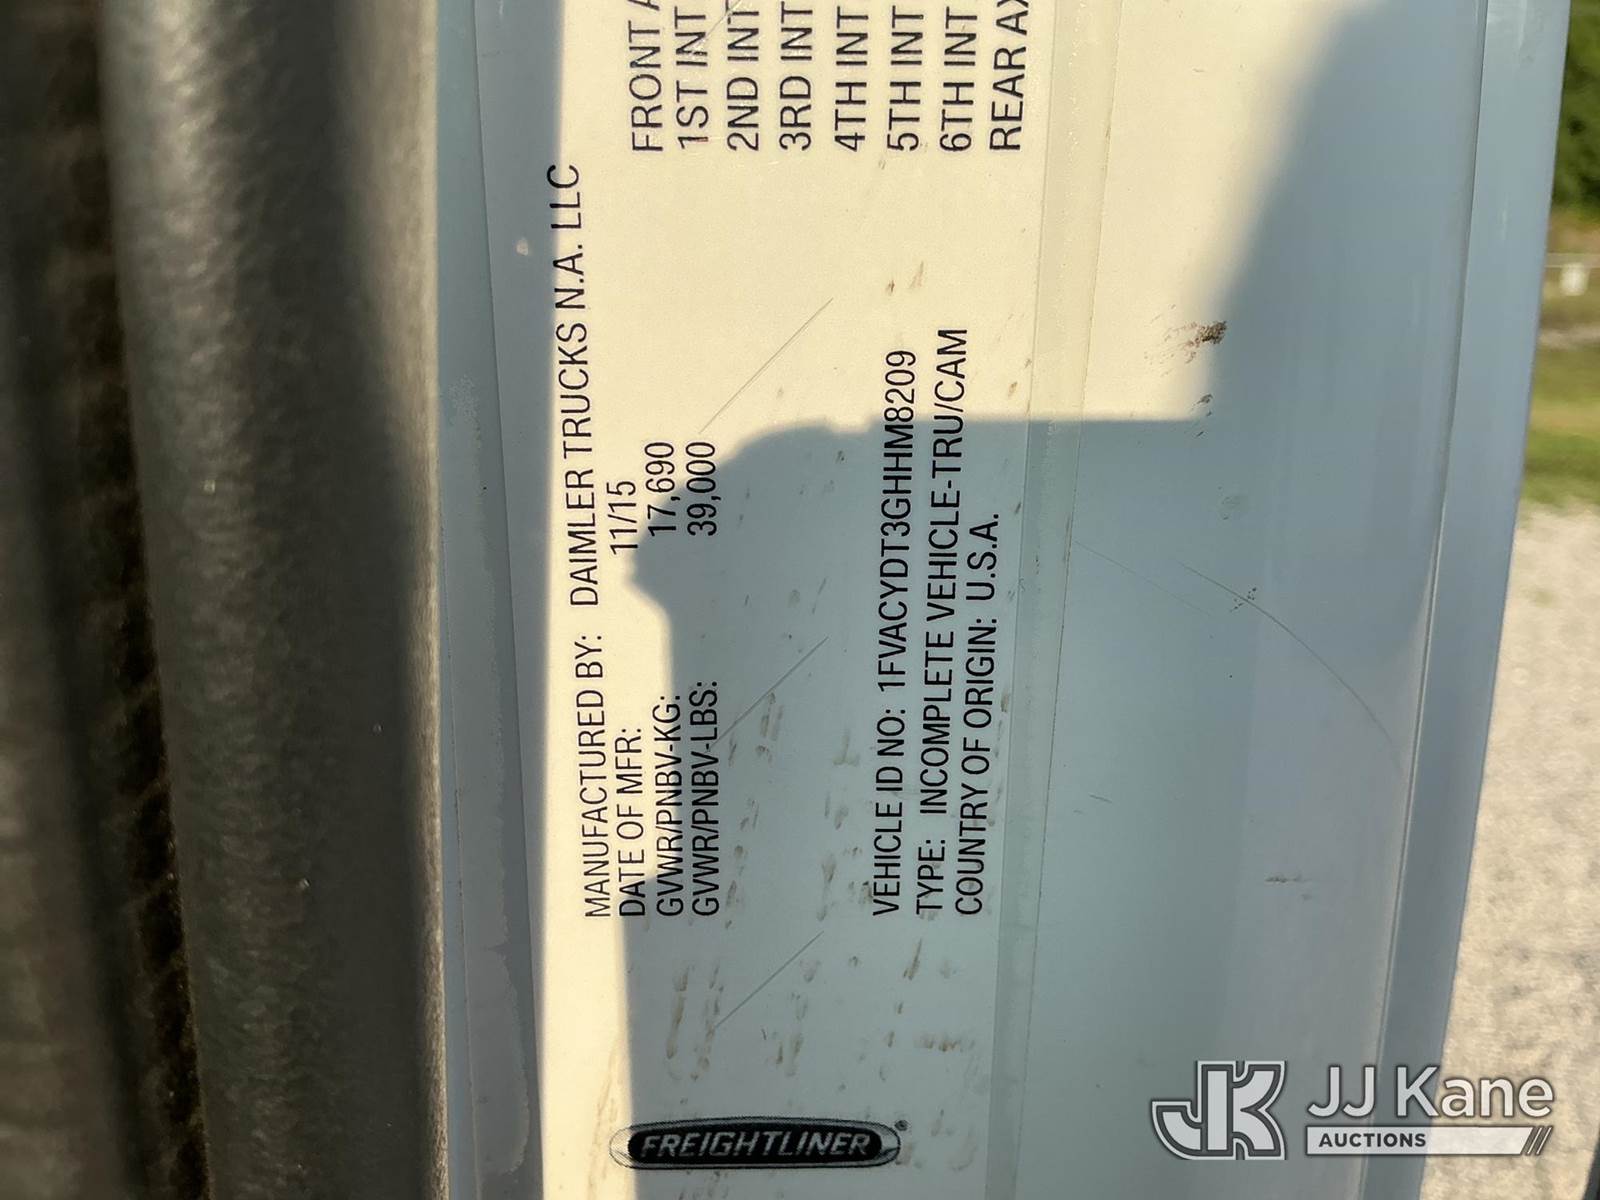 FREIGHTLINER®
MANUFACTURED BY: DAIMLER TRUCKS N.A. LLC
DATE OF MFR: 11/15
GVWR/PNBV-KG: 17,690
GVWR/PNBV-LBS: 39,000
VEHICLE ID NO: 1FVACYDT3GHHM8209
TYPE: INCOMPLETE VEHICLE-TRU/CAM
COUNTRY OF ORIGIN: U.S.A.
FRONT
1ST INT
2ND INT
3RD INT
4TH INT
5TH INT
6TH INT
REAR
JJ Kane
AUCTIONS